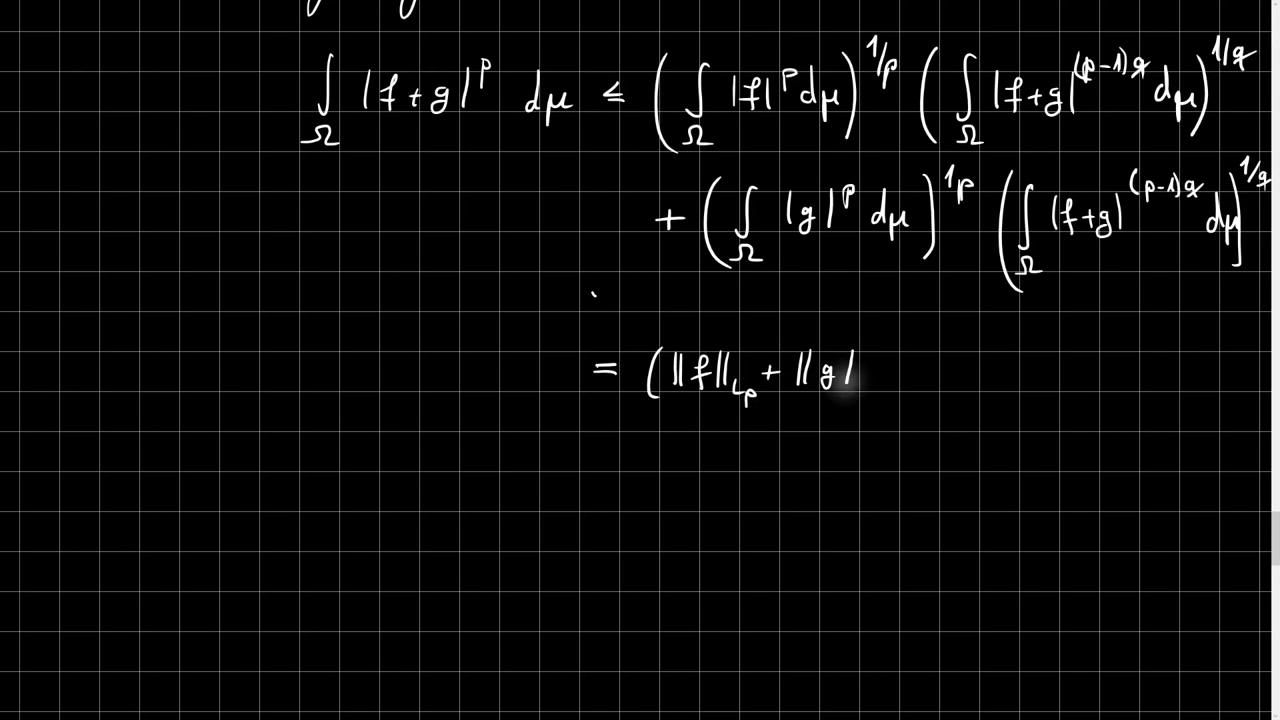 ∫_Ω |f+g|^p dμ ≤ (∫_Ω |f|^p dμ)^{1/p} (∫_Ω |f+g|^{(p-1)q} dμ)^{1/q}
+ (∫_Ω |g|^p dμ)^{1/p} (∫_Ω |f+g|^{(p-1)q} dμ)^{1/q}
= (‖f‖_{L_p} + ‖g|